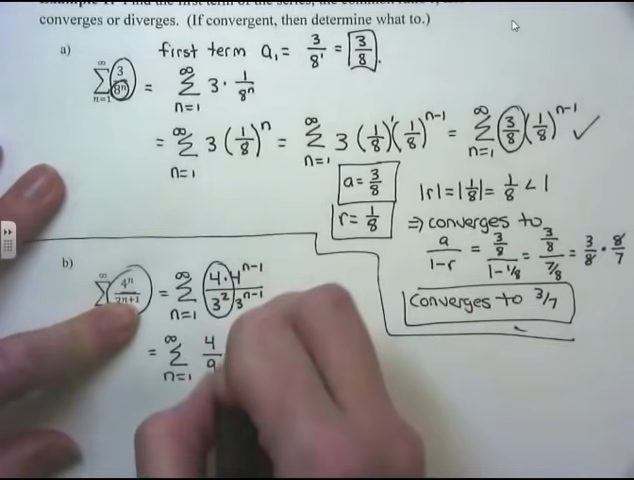 converges or diverges. (If convergent, then determine what to.)
a) first term a₁ = 3/8¹ = 3/8
∞∑n=1 3/8ⁿ = ∞∑n=1 3 · 1/8ⁿ
= ∞∑n=1 3(1/8)ⁿ = ∞∑n=1 3(1/8)¹(1/8)ⁿ⁻¹ = ∞∑n=1 (3/8)(1/8)ⁿ⁻¹ ✓
a = 3/8
|r| = |1/8| = 1/8 < 1
r = 1/8
⇒ converges to
a/(1-r) = (3/8)/(1-1/8) = (3/8)/(7/8) = 3/8 · 8/7
Converges to 3/7
b)
∞∑n=1 4ⁿ/3ⁿ⁺¹ = ∞∑n=1 4·4ⁿ⁻¹/3²3ⁿ⁻¹
= ∞∑n=1 4/9